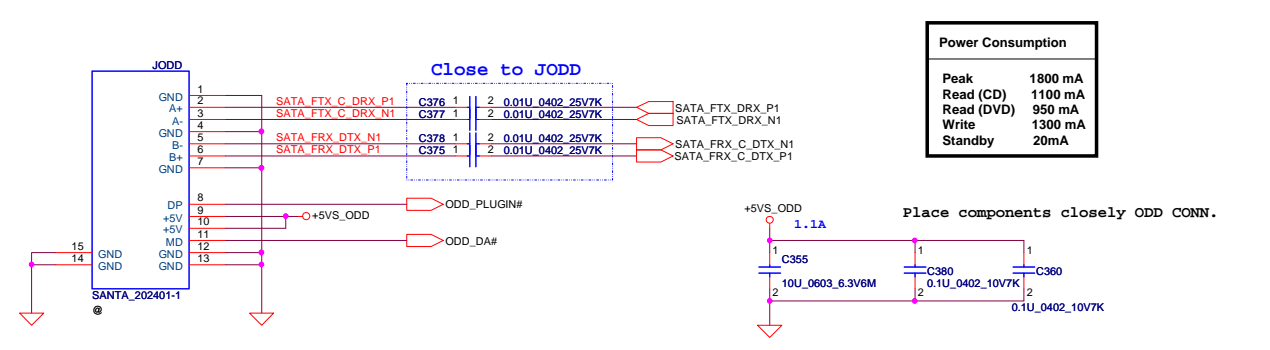 JODD
GND 1
A+ 2
A- 3
GND 4
B- 5
B+ 6
GND 7
DP 8
+5V 9
+5V 10
MD 11
GND 12
GND 13
15 GND
14 GND
SANTA_202401-1
@
Close to JODD
SATA_FTX_C_DRX_P1 C376 1 2 0.01U_0402_25V7K SATA_FTX_DRX_P1
SATA_FTX_C_DRX_N1 C377 1 2 0.01U_0402_25V7K SATA_FTX_DRX_N1
SATA_FRX_DTX_N1 C378 1 2 0.01U_0402_25V7K SATA_FRX_C_DTX_N1
SATA_FRX_DTX_P1 C375 1 2 0.01U_0402_25V7K SATA_FRX_C_DTX_P1
ODD_PLUGIN#
+5VS_ODD
ODD_DA#
Power Consumption
Peak 1800 mA
Read (CD) 1100 mA
Read (DVD) 950 mA
Write 1300 mA
Standby 20mA
+5VS_ODD
1.1A
Place components closely ODD CONN.
1
C355
10U_0603_6.3V6M
2
1
C380
0.1U_0402_10V7K
2
1
C360
2
0.1U_0402_10V7K